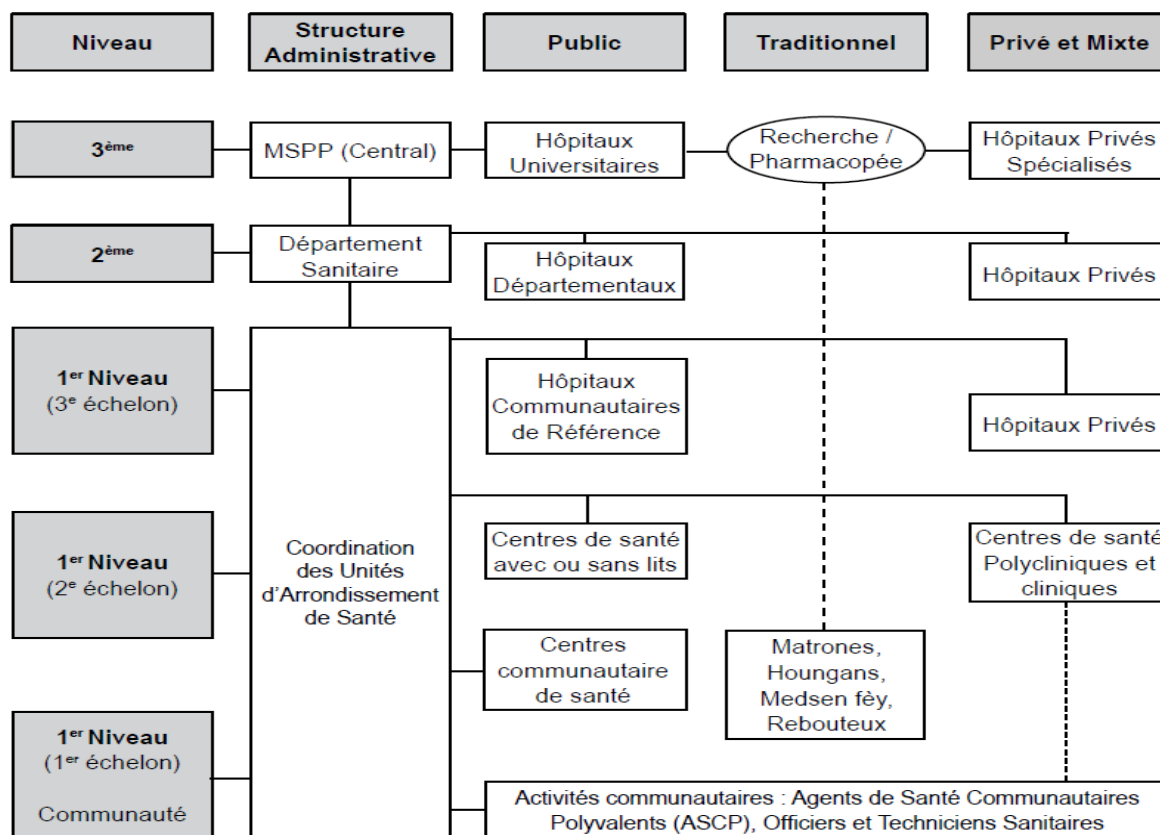 Niveau
Structure
Administrative
Public
Traditionnel
Privé et Mixte
3ème
MSPP (Central)
Hôpitaux
Universitaires
Recherche /
Pharmacopée
Hôpitaux Privés
Spécialisés
2ème
Département
Sanitaire
Hôpitaux
Départementaux
Hôpitaux Privés
1er Niveau
(3e échelon)
Hôpitaux
Communautaires
de Référence
Hôpitaux Privés
1er Niveau
(2e échelon)
Coordination
des Unités
d'Arrondissement
de Santé
Centres de santé
avec ou sans lits
Centres de santé
Polycliniques et
cliniques
Centres
communautaire
de santé
Matrones,
Houngans,
Medsen fèy,
Rebouteux
1er Niveau
(1er échelon)
Communauté
Activités communautaires : Agents de Santé Communautaires
Polyvalents (ASCP), Officiers et Techniciens Sanitaires